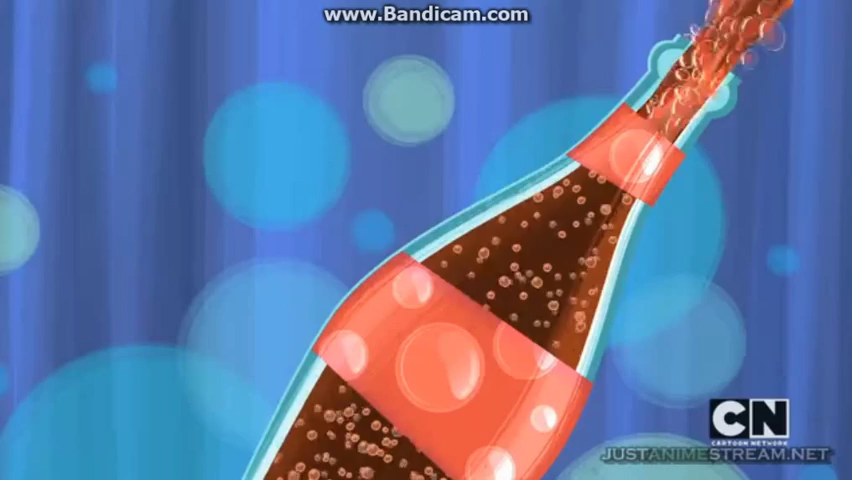 www.Bandicam.com
CN
CARTOON NETWORK
JUSTANIMESTREAM.NET